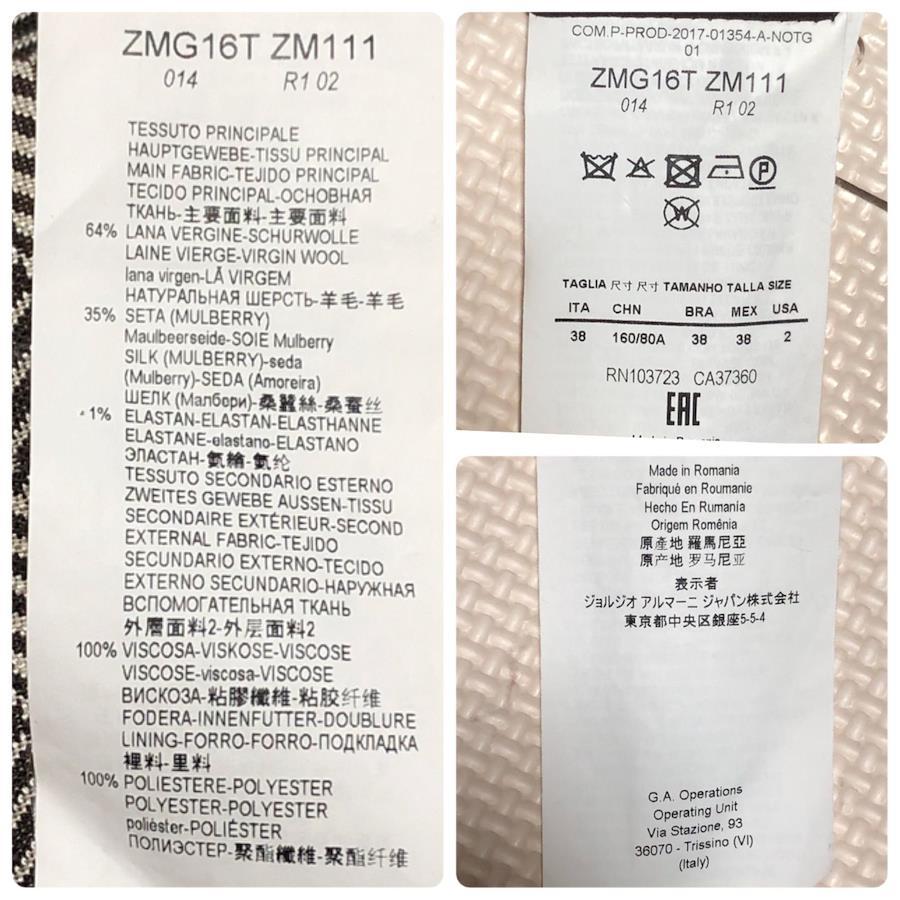 ZMG16T ZM111
014 R1 02
TESSUTO PRINCIPALE
HAUPTGEWEBE-TISSU PRINCIPAL
MAIN FABRIC-TEJIDO PRINCIPAL
TECIDO PRINCIPAL-ОСНОВНАЯ
ТКАНЬ-主要面料-主要面料
64% LANA VERGINE-SCHURWOLLE
LAINE VIERGE-VIRGIN WOOL
lana virgen-LÃ VIRGEM
НАТУРАЛЬНАЯ ШЕРСТЬ-羊毛-羊毛
35% SETA (MULBERRY)
Maulbeerseide-SOIE Mulberry
SILK (MULBERRY)-seda
(Mulberry)-SEDA (Amoreira)
ШЕЛК (Малбери)-桑蠶絲-桑蚕丝
1% ELASTAN-ELASTAN-ELASTHANNE
ELASTANE-elastano-ELASTANO
ЭЛАСТАН-氨綸-氨纶
TESSUTO SECONDARIO ESTERNO
ZWEITES GEWEBE AUSSEN-TISSU
SECONDAIRE EXTÉRIEUR-SECOND
EXTERNAL FABRIC-TEJIDO
SECUNDARIO EXTERNO-TECIDO
EXTERNO SECUNDARIO-НАРУЖНАЯ
ВСПОМОГАТЕЛЬНАЯ ТКАНЬ
外層面料2-外层面料2
100% VISCOSA-VISKOSE-VISCOSE
VISCOSE-viscosa-VISCOSE
ВИСКОЗА-粘膠纖維-粘胶纤维
FODERA-INNENFUTTER-DOUBLURE
LINING-FORRO-FORRO-ПОДКЛАДКА
裡料-里料
100% POLIESTERE-POLYESTER
POLYESTER-POLYESTER
poliéster-POLIÉSTER
ПОЛИЭСТЕР-聚酯纖維-聚酯纤维
COM.P-PROD-2017-01354-A-NOTG
01
ZMG16T ZM111
014 R1 02
P
W
TAGLIA 尺寸 尺寸 TAMANHO TALLA SIZE
ITA CHN BRA MEX USA
38 160/80A 38 38 2
RN103723 CA37360
EAC
Made in Romania
Fabriqué en Roumanie
Hecho En Rumanía
Origem Romênia
原產地 羅馬尼亞
原产地 罗马尼亚
表示者
ジョルジオ アルマーニ ジャパン株式会社
東京都中央区銀座5-5-4
G.A. Operations
Operating Unit
Via Stazione, 93
36070 - Trissino (VI)
(Italy)